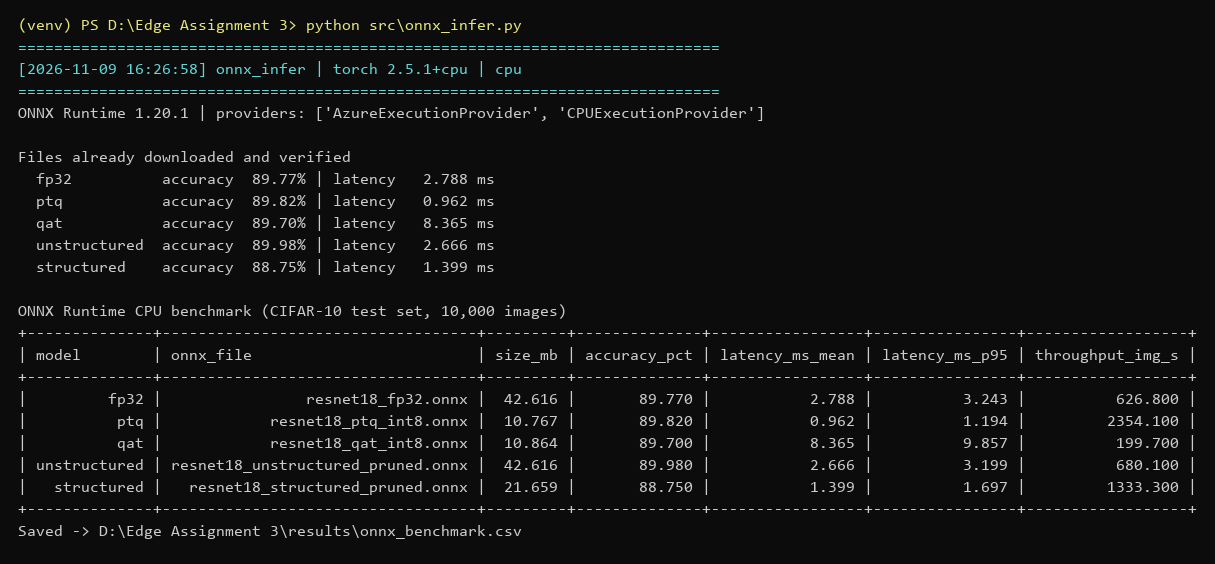 (venv) PS D:\Edge Assignment 3> python src\onnx_infer.py
==============================================================================
[2026-11-09 16:26:58] onnx_infer | torch 2.5.1+cpu | cpu
==============================================================================
ONNX Runtime 1.20.1 | providers: ['AzureExecutionProvider', 'CPUExecutionProvider']
Files already downloaded and verified
  fp32          accuracy  89.77% | latency   2.788 ms
  ptq           accuracy  89.82% | latency   0.962 ms
  qat           accuracy  89.70% | latency   8.365 ms
  unstructured  accuracy  89.98% | latency   2.666 ms
  structured    accuracy  88.75% | latency   1.399 ms
ONNX Runtime CPU benchmark (CIFAR-10 test set, 10,000 images)
+--------------+-----------------------------------+---------+--------------+-----------------+----------------+------------------+
| model        | onnx_file                         | size_mb | accuracy_pct | latency_ms_mean | latency_ms_p95 | throughput_img_s |
+--------------+-----------------------------------+---------+--------------+-----------------+----------------+------------------+
|         fp32 |                resnet18_fp32.onnx |  42.616 |       89.770 |           2.788 |          3.243 |          626.800 |
|          ptq |            resnet18_ptq_int8.onnx |  10.767 |       89.820 |           0.962 |          1.194 |         2354.100 |
|          qat |            resnet18_qat_int8.onnx |  10.864 |       89.700 |           8.365 |          9.857 |          199.700 |
| unstructured | resnet18_unstructured_pruned.onnx |  42.616 |       89.980 |           2.666 |          3.199 |          680.100 |
|   structured |   resnet18_structured_pruned.onnx |  21.659 |       88.750 |           1.399 |          1.697 |         1333.300 |
+--------------+-----------------------------------+---------+--------------+-----------------+----------------+------------------+
Saved -> D:\Edge Assignment 3\results\onnx_benchmark.csv